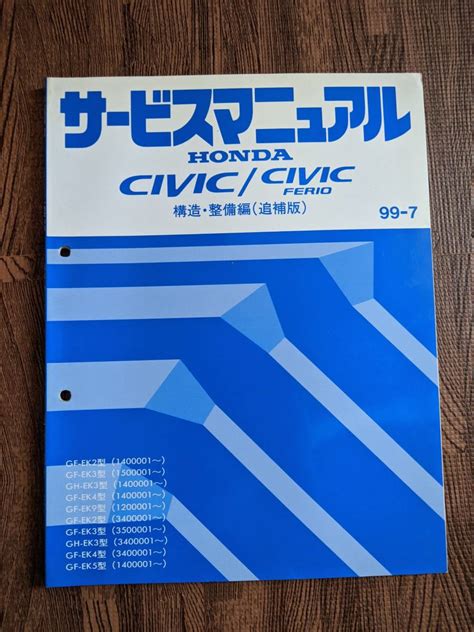 サービスマニュアル
HONDA
CIVIC/CIVIC
FERIO
構造・整備編(追補版)
99-7
GF-EK2型 (1400001～)
GF-EK3型 (1500001～)
GH-EK3型 (1400001～)
GF-EK4型 (1400001～)
GF-EK9型 (1200001～)
GF-EK2型 (3400001～)
GF-EK3型 (3500001～)
GH-EK3型 (3400001～)
GF-EK4型 (3400001～)
GF-EK5型 (1400001～)